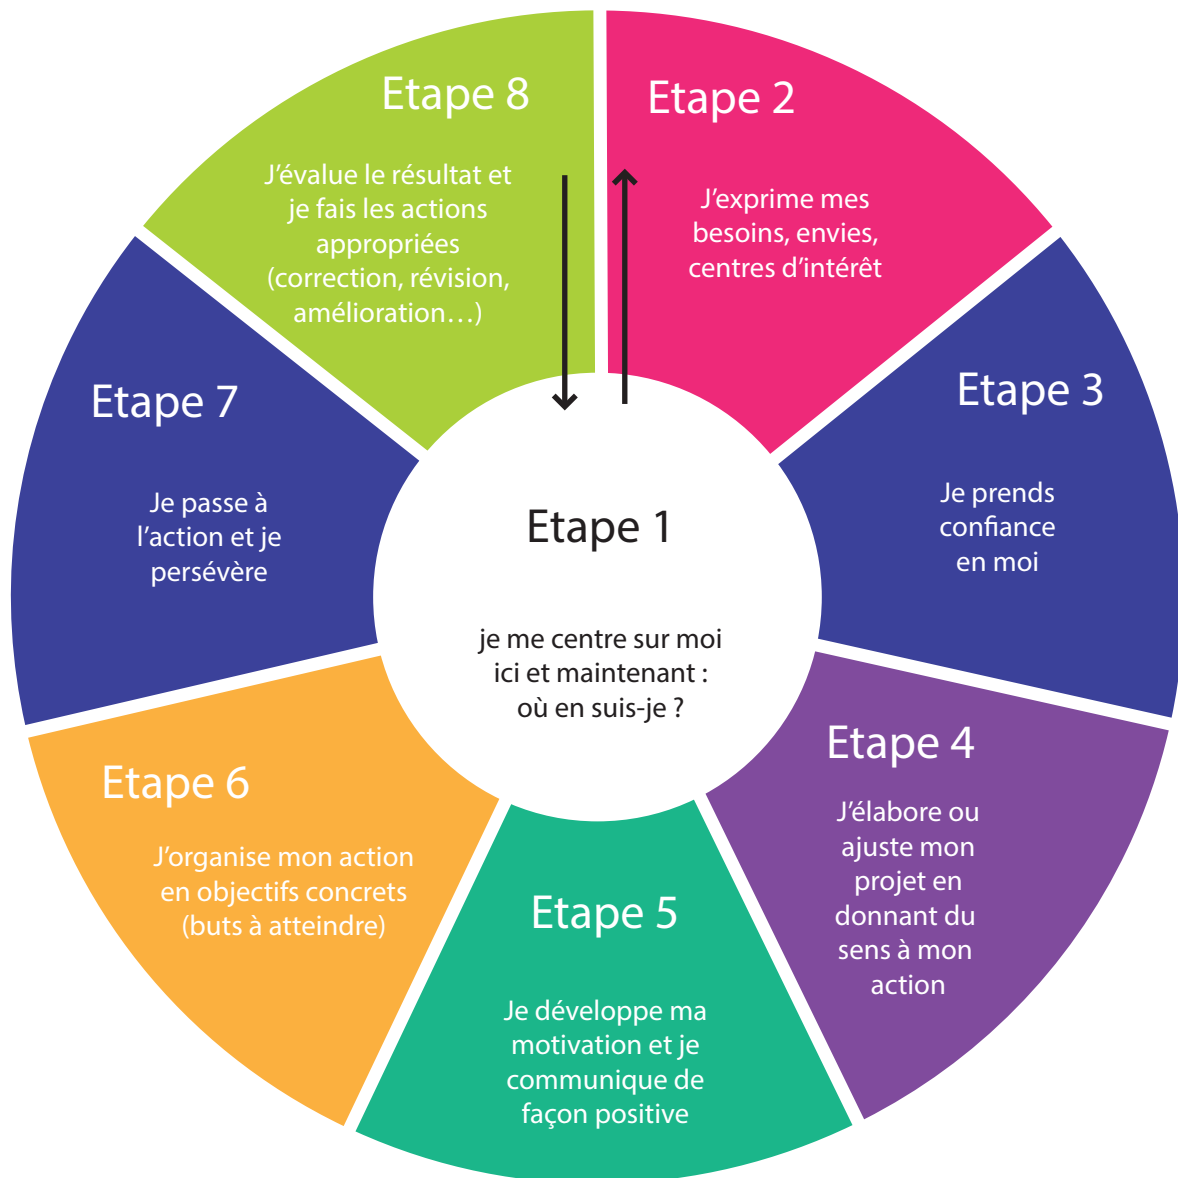 Etape 1
je me centre sur moi
ici et maintenant :
où en suis-je ?
Etape 2
J’exprime mes
besoins, envies,
centres d’intérêt
Etape 3
Je prends
confiance
en moi
Etape 4
J’élabore ou
ajuste mon
projet en
donnant du
sens à mon
action
Etape 5
Je développe ma
motivation et je
communique de
façon positive
Etape 6
J’organise mon action
en objectifs concrets
(buts à atteindre)
Etape 7
Je passe à
l’action et je
persévère
Etape 8
J’évalue le résultat et
je fais les actions
appropriées
(correction, révision,
amélioration…)